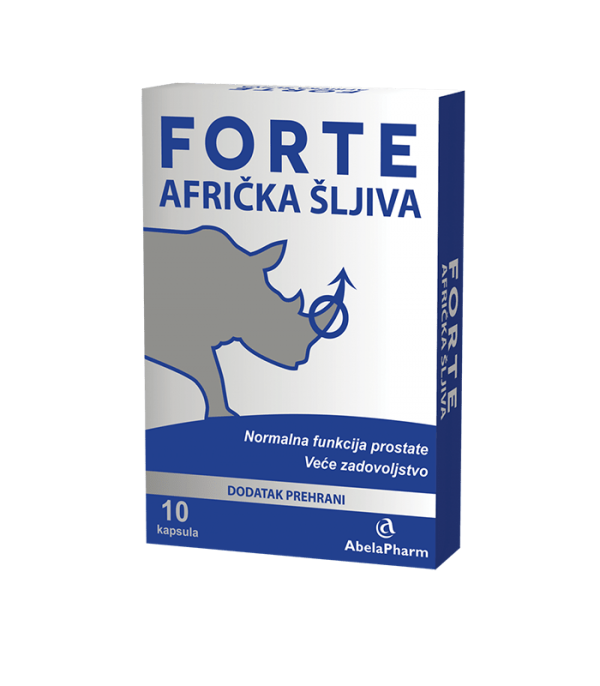 FORTE
AFRIČKA ŠLJIVA
FORTE
AFRIČKA ŠLJIVA
Normalna funkcija prostate
Veće zadovoljstvo
DODATAK PREHRANI
10
kapsula
a
AbelaPharm